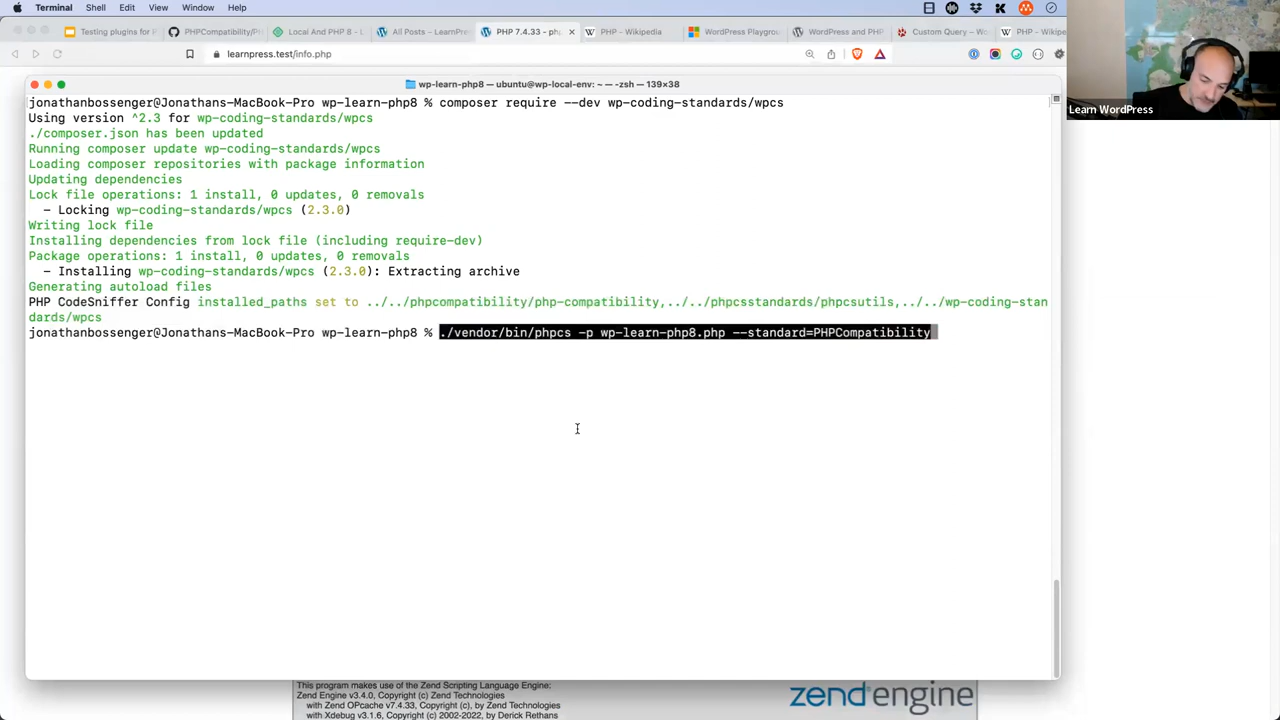 Terminal Shell Edit View Window Help
Testing plugins for
PHPCompatibility/P
Local And PHP 8 - L
All Posts ‹ LearnPres
PHP 7.4.33 - ph
PHP - Wikipedia
WordPress Playgrou
WordPress and PHP
Custom Query – Wo
PHP - Wikipe
learnpress.test/info.php
Learn WordPress
wp-learn-php8 — ubuntu@wp-local-env: ~ — -zsh — 139×38
jonathanbossenger@Jonathans-MacBook-Pro wp-learn-php8 % composer require --dev wp-coding-standards/wpcs
Using version ^2.3 for wp-coding-standards/wpcs
./composer.json has been updated
Running composer update wp-coding-standards/wpcs
Loading composer repositories with package information
Updating dependencies
Lock file operations: 1 install, 0 updates, 0 removals
- Locking wp-coding-standards/wpcs (2.3.0)
Writing lock file
Installing dependencies from lock file (including require-dev)
Package operations: 1 install, 0 updates, 0 removals
- Installing wp-coding-standards/wpcs (2.3.0): Extracting archive
Generating autoload files
PHP CodeSniffer Config installed_paths set to ../../phpcompatibility/php-compatibility,../../phpcsstandards/phpcsutils,../../wp-coding-stan
dards/wpcs
jonathanbossenger@Jonathans-MacBook-Pro wp-learn-php8 % ./vendor/bin/phpcs -p wp-learn-php8.php --standard=PHPCompatibility
This program makes use of the Zend Scripting Language Engine:
Zend Engine v3.4.0, Copyright (c) Zend Technologies
with Zend OPcache v7.4.33, Copyright (c), by Zend Technologies
with Xdebug v3.1.6, Copyright (c) 2002-2022, by Derick Rethans
zend engine